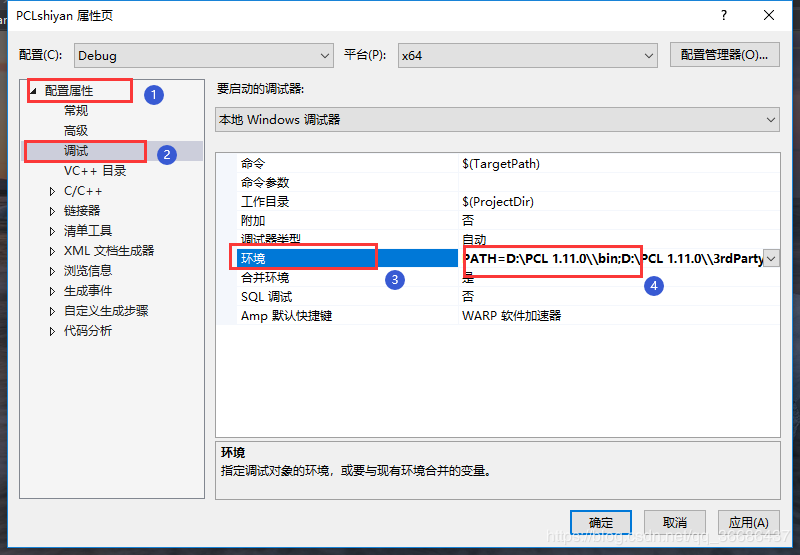 PCLshiyan 属性页
配置(C): Debug 平台(P): x64 配置管理器(O)...
配置属性 1
常规
高级
调试 2
VC++ 目录
C/C++
链接器
清单工具
XML 文档生成器
浏览信息
生成事件
自定义生成步骤
代码分析
要启动的调试器:
本地 Windows 调试器
命令 $(TargetPath)
命令参数
工作目录 $(ProjectDir)
附加 否
调试器类型 自动
环境 PATH=D:\PCL 1.11.0\\bin;D:\PCL 1.11.0\\3rdParty
3
4
合并环境 是
SQL 调试 否
Amp 默认快捷键 WARP 软件加速器
环境
指定调试对象的环境，或要与现有环境合并的变量。
确定 取消 应用(A)